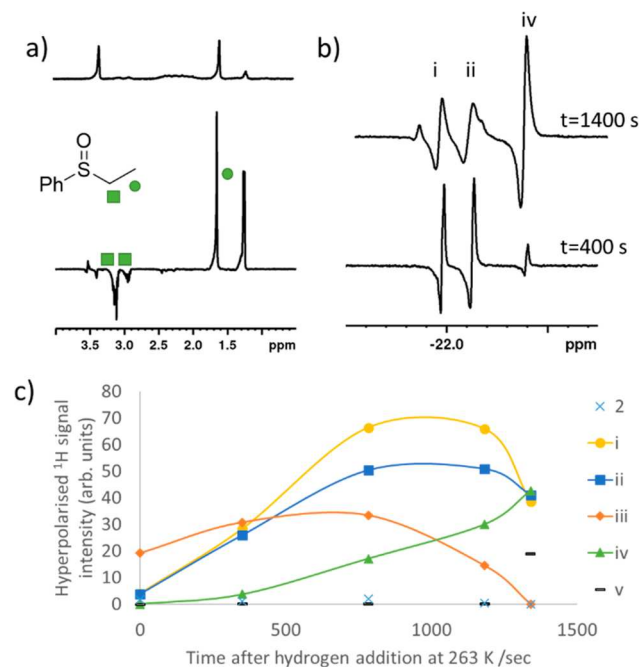 a)
O
Ph
S
3.5 3.0 2.5 2.0 1.5 ppm
b)
i ii iv
t=1400 s
t=400 s
-22.0 ppm
c)
Hyperpolarised ¹H signal
intensity (arb. units)
80
70
60
50
40
30
20
10
0
0 500 1000 1500
Time after hydrogen addition at 263 K /sec
2
i
ii
iii
iv
v